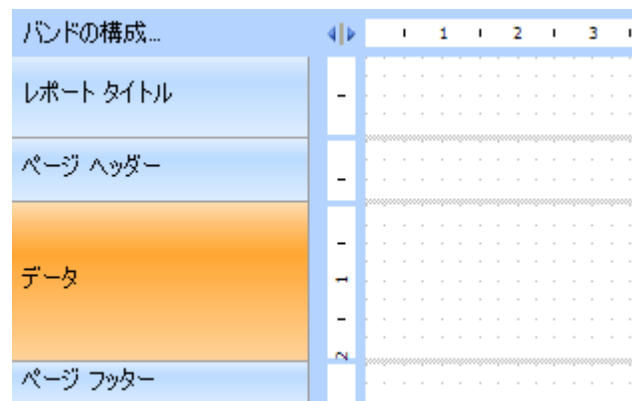 バンドの構成...
1 2 3
レポート タイトル
ページ ヘッダー
データ
1
2
ページ フッター